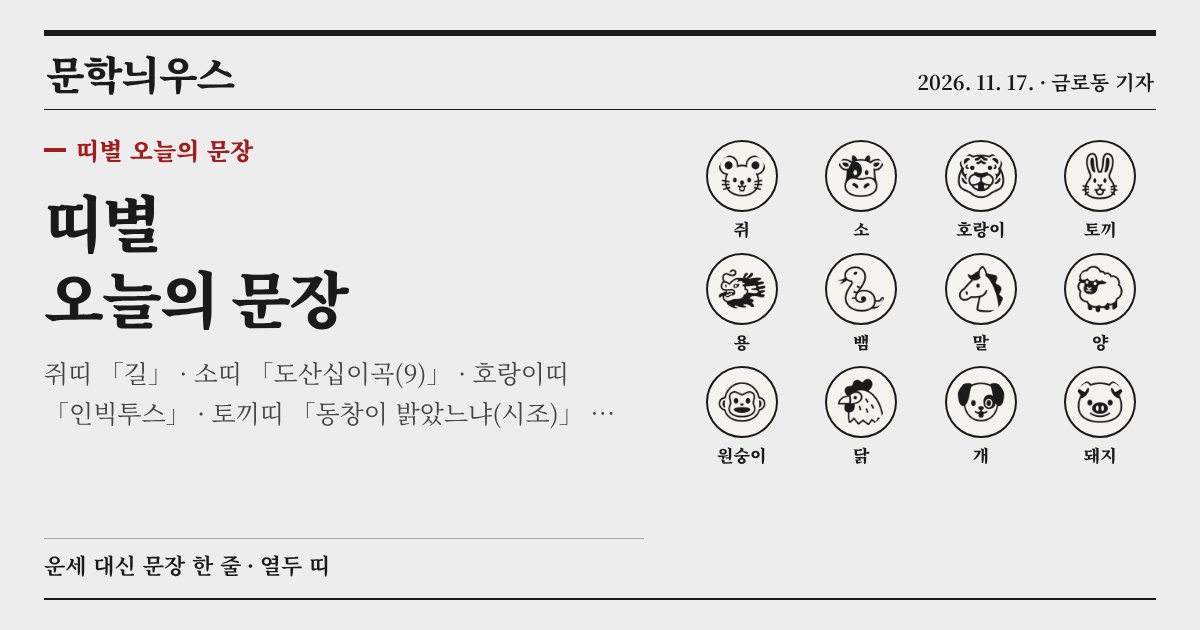 문학늬우스
2026. 11. 17. · 금로동 기자
띠별 오늘의 문장
띠별
오늘의 문장
쥐띠 「길」 · 소띠 「도산십이곡(9)」 · 호랑이띠
「인빅투스」 · 토끼띠 「동창이 밝았느냐(시조)」 …
쥐
소
호랑이
토끼
용
뱀
말
양
원숭이
닭
개
돼지
운세 대신 문장 한 줄 · 열두 띠